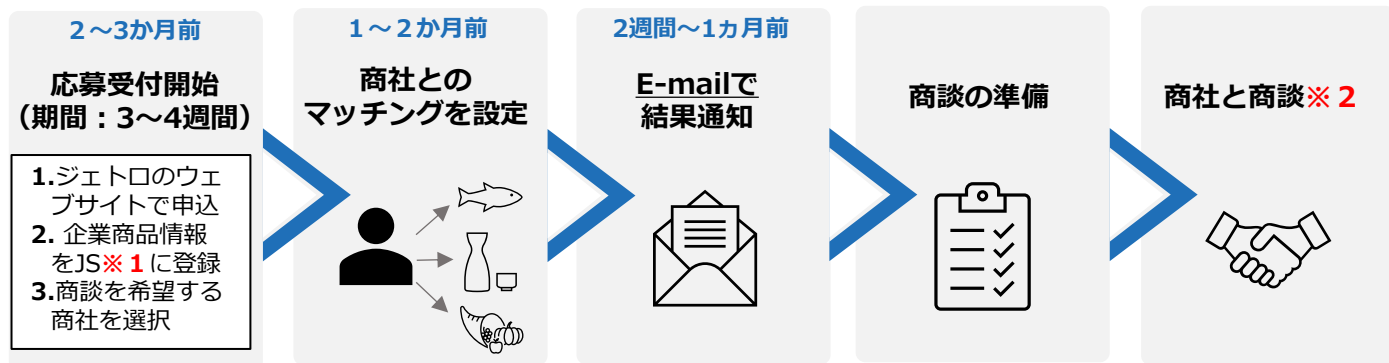 2~3か月前
応募受付開始
(期間:3~4週間)
1.ジェトロのウェ
ブサイトで申込
2. 企業商品情報
をJS※1に登録
3.商談を希望する
商社を選択
1~2か月前
商社との
マッチングを設定
2週間~1ヵ月前
E-mailで
結果通知
商談の準備
商社と商談※2